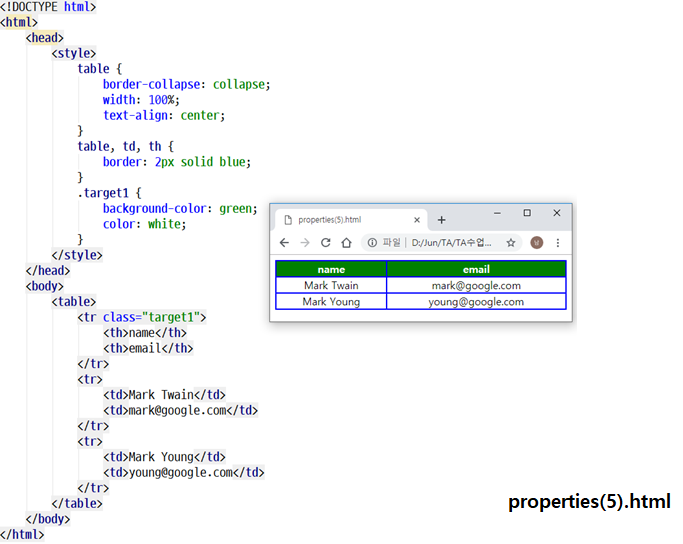 <!DOCTYPE html>
<html>
<head>
<style>
table {
border-collapse: collapse;
width: 100%;
text-align: center;
}
table, td, th {
border: 2px solid blue;
}
.target1 {
background-color: green;
color: white;
}
</style>
</head>
<body>
<table>
<tr class="target1">
<th>name</th>
<th>email</th>
</tr>
<tr>
<td>Mark Twain</td>
<td>mark@google.com</td>
</tr>
<tr>
<td>Mark Young</td>
<td>young@google.com</td>
</tr>
</table>
</body>
</html>
properties(5).html
파일 | D:/Jun/TA/TA수업...
name email
Mark Twain mark@google.com
Mark Young young@google.com
properties(5).html